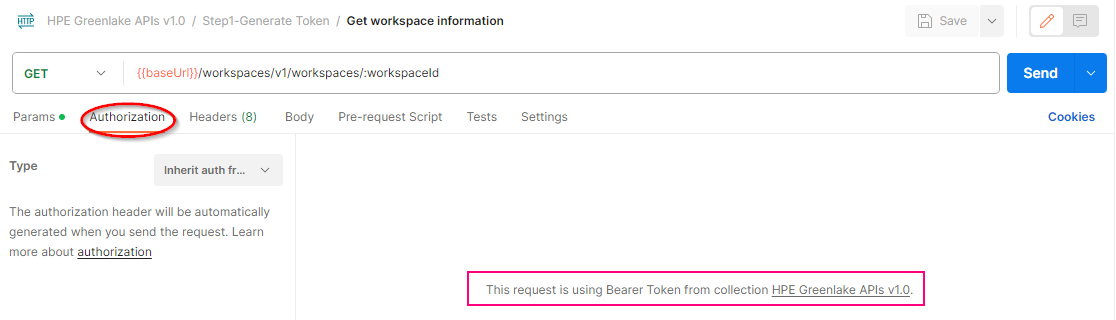 HTTP HPE Greenlake APIs v1.0 / Step1-Generate Token / Get workspace information Save
GET {{baseUrl}}/workspaces/v1/workspaces/:workspaceId Send
Params Authorization Headers (8) Body Pre-request Script Tests Settings Cookies
Type Inherit auth fr...
The authorization header will be automatically
generated when you send the request. Learn
more about authorization
This request is using Bearer Token from collection HPE Greenlake APIs v1.0.